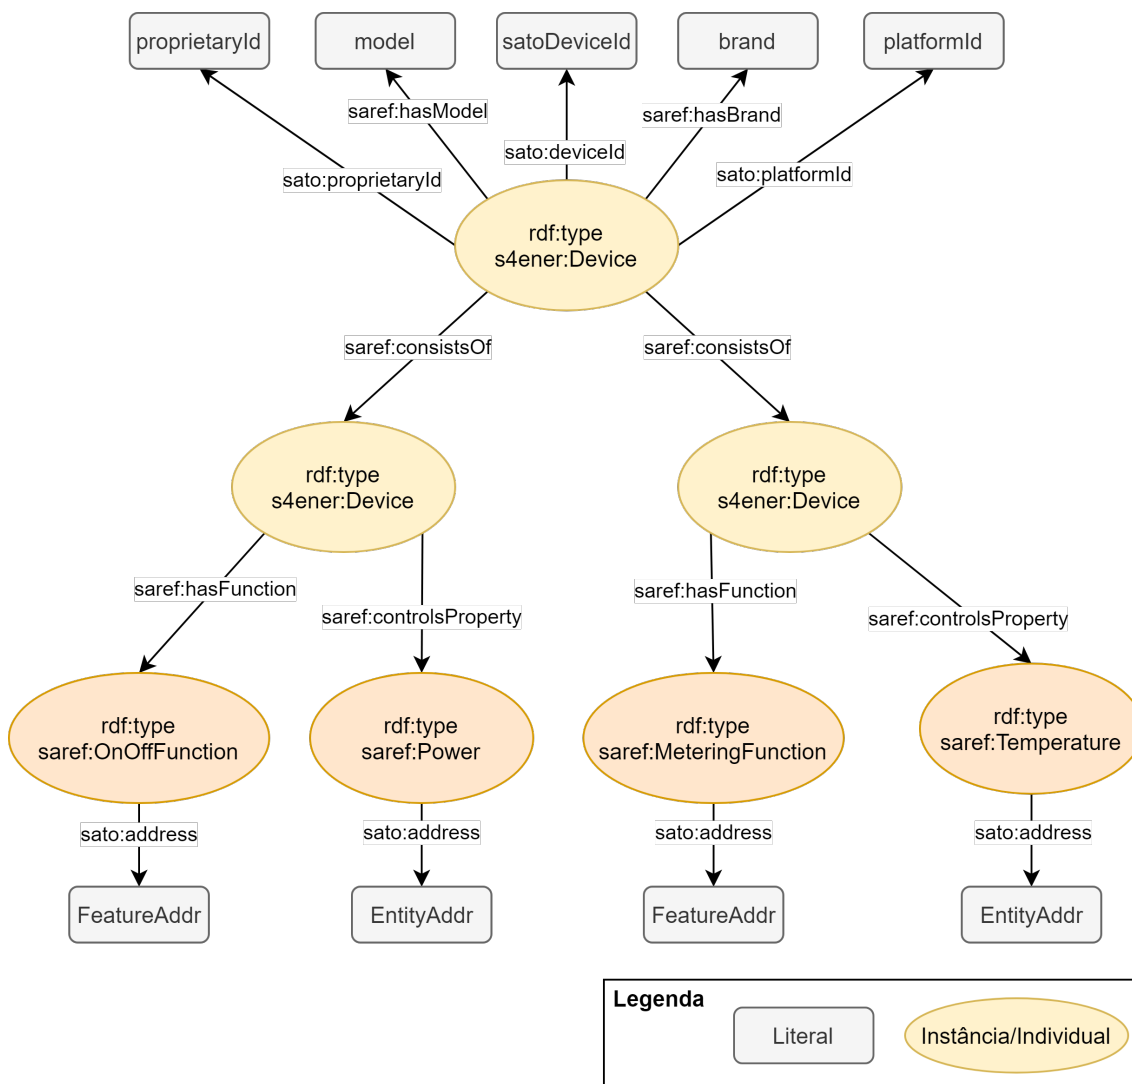 proprietaryId
model
satoDeviceId
brand
platformId
saref:hasModel
saref:hasBrand
sato:deviceId
sato:proprietaryId
sato:platformId
rdf:type
s4ener:Device
saref:consistsOf
saref:consistsOf
rdf:type
s4ener:Device
rdf:type
s4ener:Device
saref:hasFunction
saref:controlsProperty
saref:hasFunction
saref:controlsProperty
rdf:type
saref:OnOffFunction
rdf:type
saref:Power
rdf:type
saref:MeteringFunction
rdf:type
saref:Temperature
sato:address
sato:address
sato:address
sato:address
FeatureAddr
EntityAddr
FeatureAddr
EntityAddr
Legenda
Literal
Instância/Individual